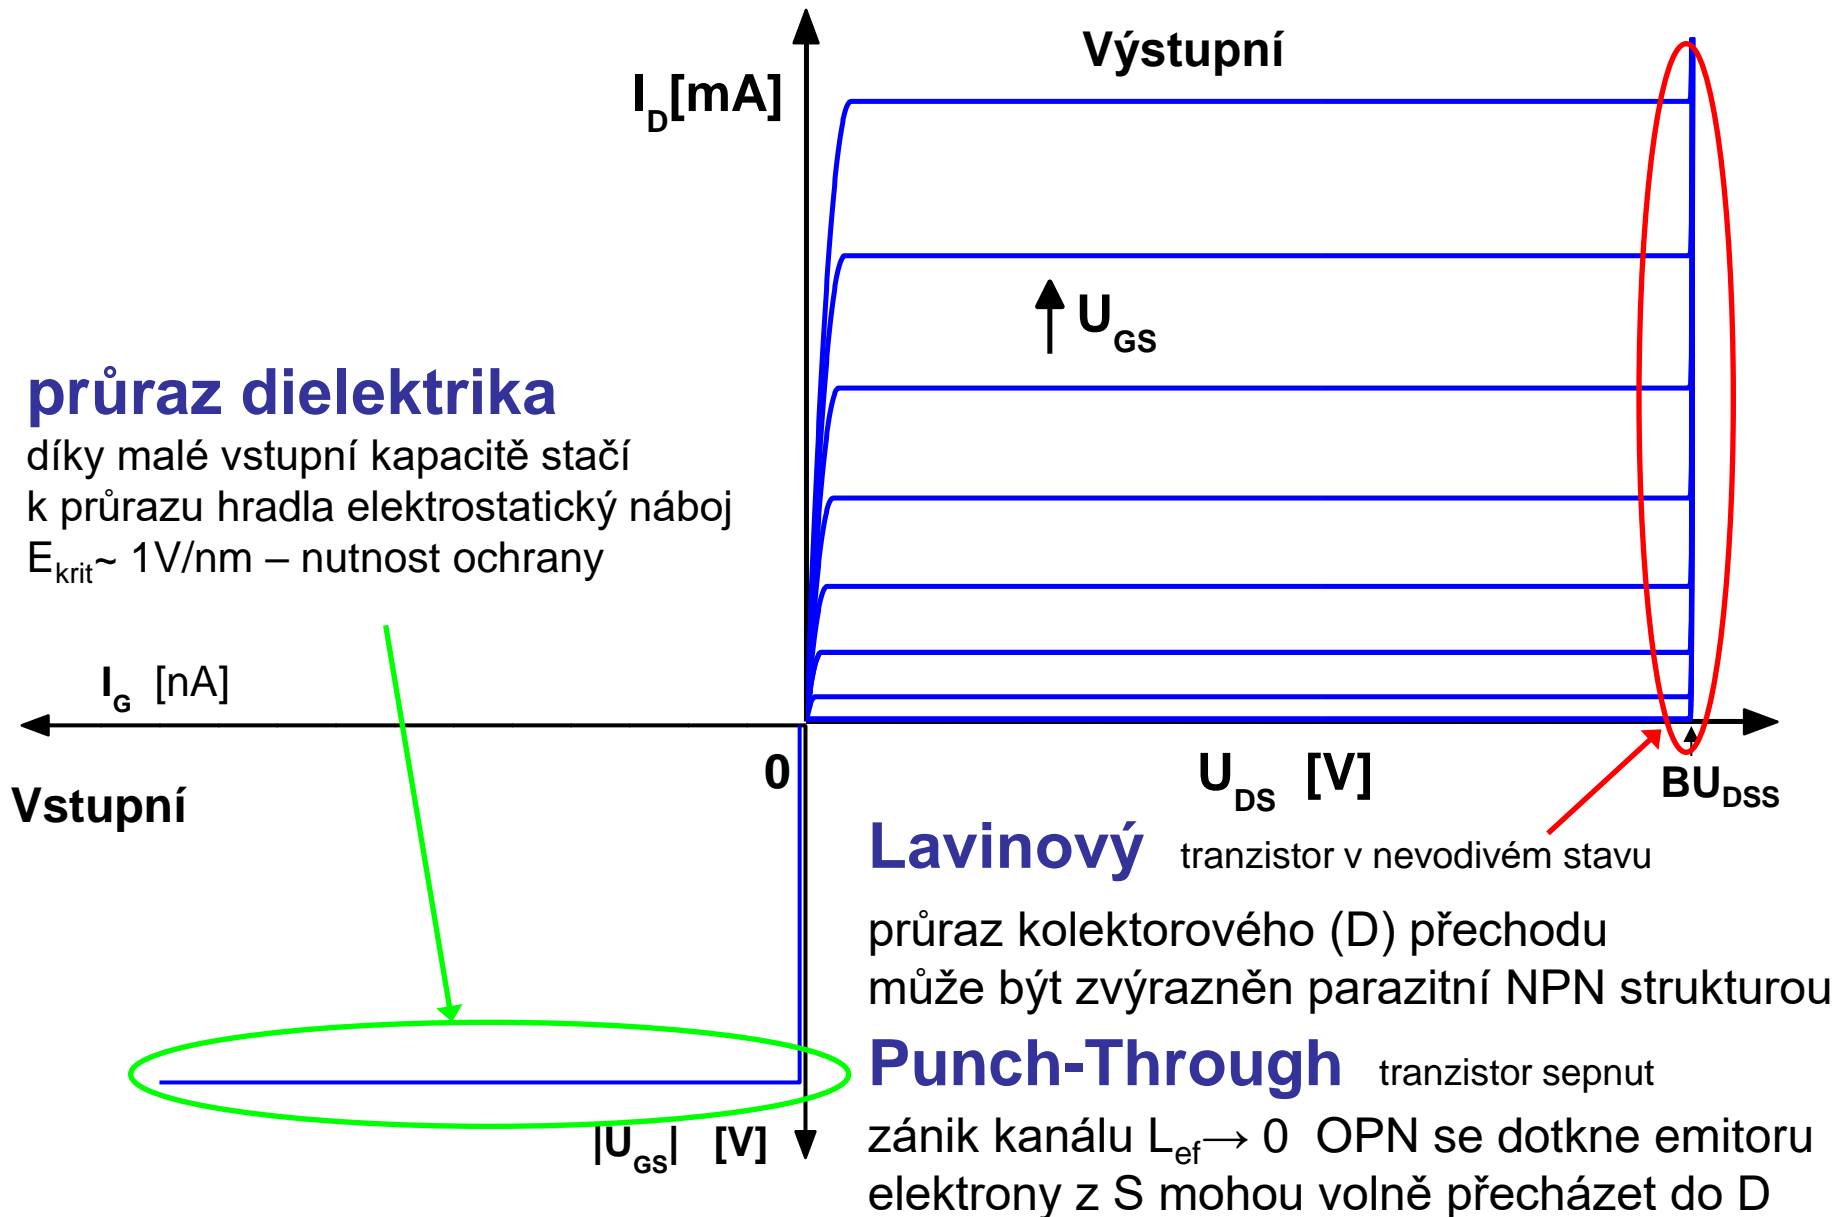 Výstupní
I_D[mA]
U_GS
průraz dielektrika
díky malé vstupní kapacitě stačí
k průrazu hradla elektrostatický náboj
E_krit~ 1V/nm – nutnost ochrany
I_G [nA]
0
U_DS [V]
BU_DSS
Vstupní
Lavinový tranzistor v nevodivém stavu
průraz kolektorového (D) přechodu
může být zvýrazněn parazitní NPN strukturou
Punch-Through tranzistor sepnut
|U_GS| [V]
zánik kanálu L_ef→ 0 OPN se dotkne emitoru
elektrony z S mohou volně přecházet do D